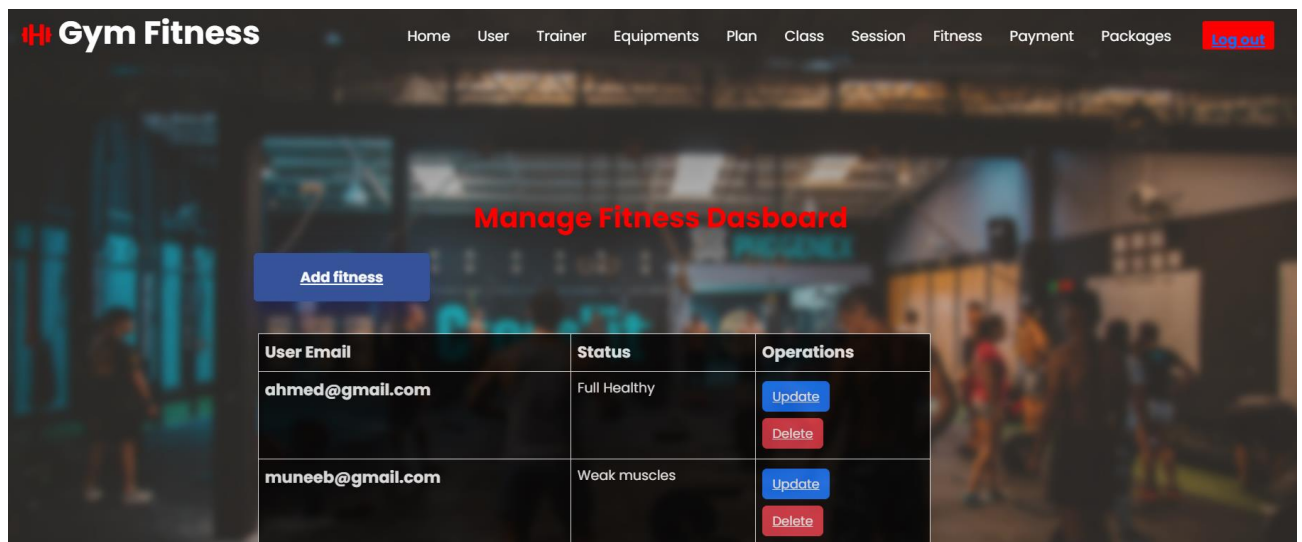 Gym Fitness
Home User Trainer Equipments Plan Class Session Fitness Payment Packages Log out
Manage Fitness Dasboard
Add fitness
User Email Status Operations
ahmed@gmail.com Full Healthy Update
Delete
muneeb@gmail.com Weak muscles Update
Delete